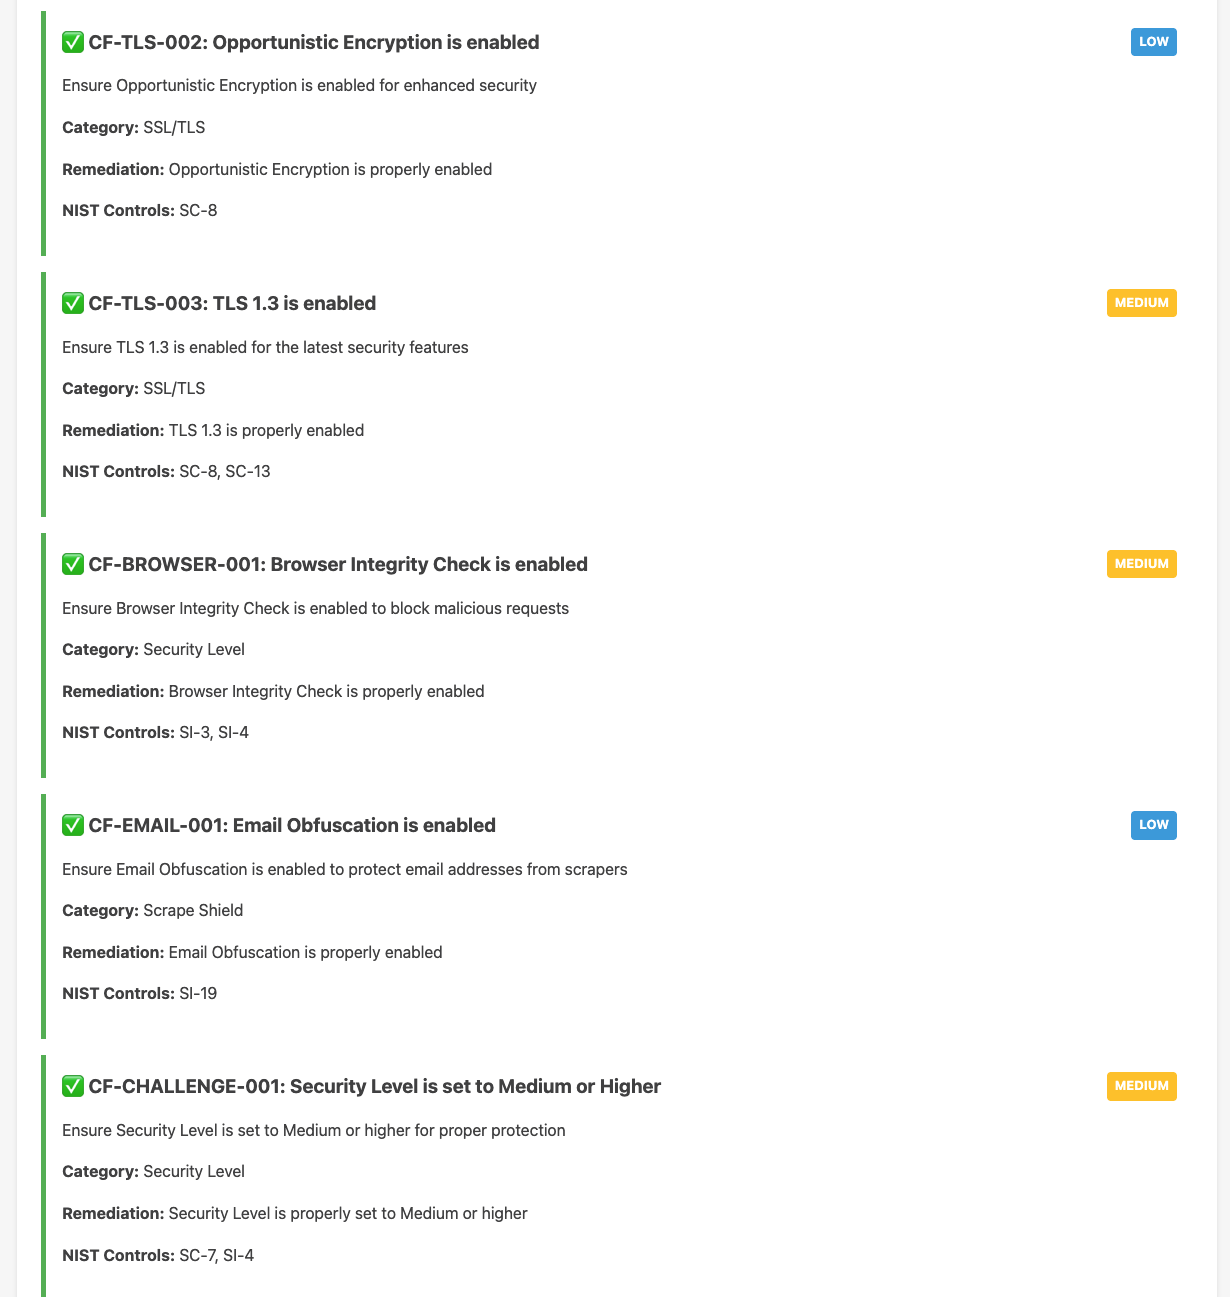 ✅ CF-TLS-002: Opportunistic Encryption is enabled
LOW
Ensure Opportunistic Encryption is enabled for enhanced security
Category: SSL/TLS
Remediation: Opportunistic Encryption is properly enabled
NIST Controls: SC-8
✅ CF-TLS-003: TLS 1.3 is enabled
MEDIUM
Ensure TLS 1.3 is enabled for the latest security features
Category: SSL/TLS
Remediation: TLS 1.3 is properly enabled
NIST Controls: SC-8, SC-13
✅ CF-BROWSER-001: Browser Integrity Check is enabled
MEDIUM
Ensure Browser Integrity Check is enabled to block malicious requests
Category: Security Level
Remediation: Browser Integrity Check is properly enabled
NIST Controls: SI-3, SI-4
✅ CF-EMAIL-001: Email Obfuscation is enabled
LOW
Ensure Email Obfuscation is enabled to protect email addresses from scrapers
Category: Scrape Shield
Remediation: Email Obfuscation is properly enabled
NIST Controls: SI-19
✅ CF-CHALLENGE-001: Security Level is set to Medium or Higher
MEDIUM
Ensure Security Level is set to Medium or higher for proper protection
Category: Security Level
Remediation: Security Level is properly set to Medium or higher
NIST Controls: SC-7, SI-4